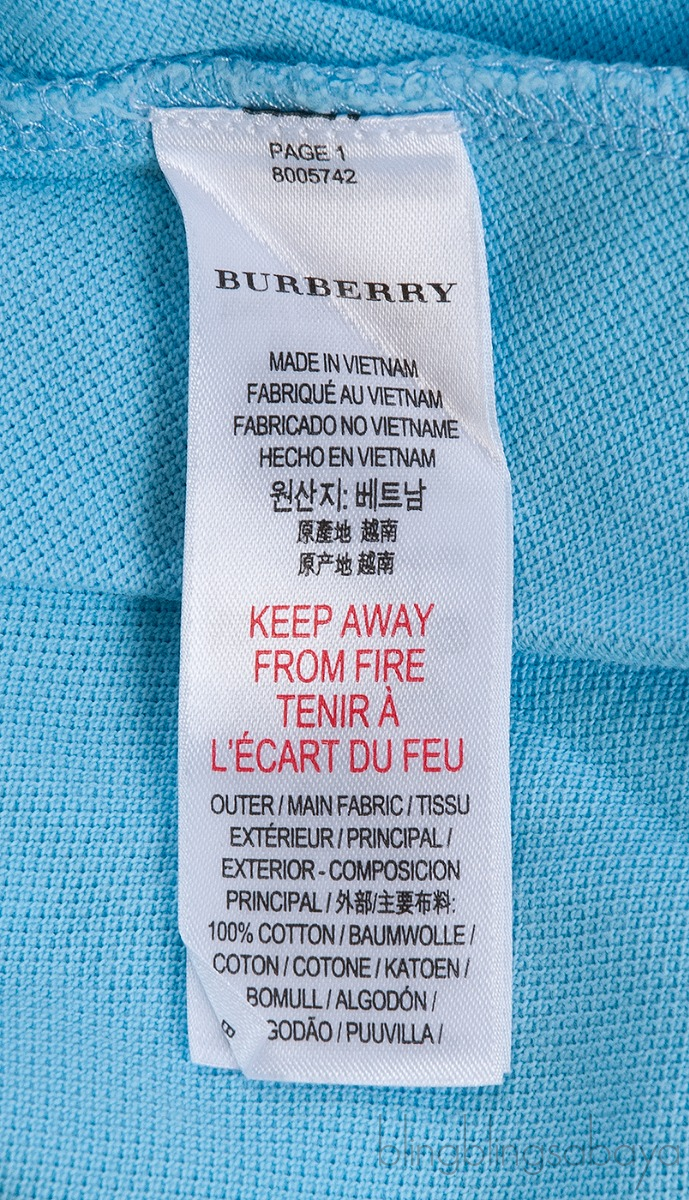 PAGE 1
8005742
BURBERRY
MADE IN VIETNAM
FABRIQUÉ AU VIETNAM
FABRICADO NO VIETNAME
HECHO EN VIETNAM
원산지: 베트남
原產地 越南
原产地 越南
KEEP AWAY
FROM FIRE
TENIR À
L'ÉCART DU FEU
OUTER / MAIN FABRIC / TISSU
EXTÉRIEUR / PRINCIPAL /
EXTERIOR - COMPOSICION
PRINCIPAL / 外部/主要布料:
100% COTTON / BAUMWOLLE /
COTON / COTONE / KATOEN /
BOMULL / ALGODÓN /
GODÃO / PUUVILLA /
blingblingsabaya